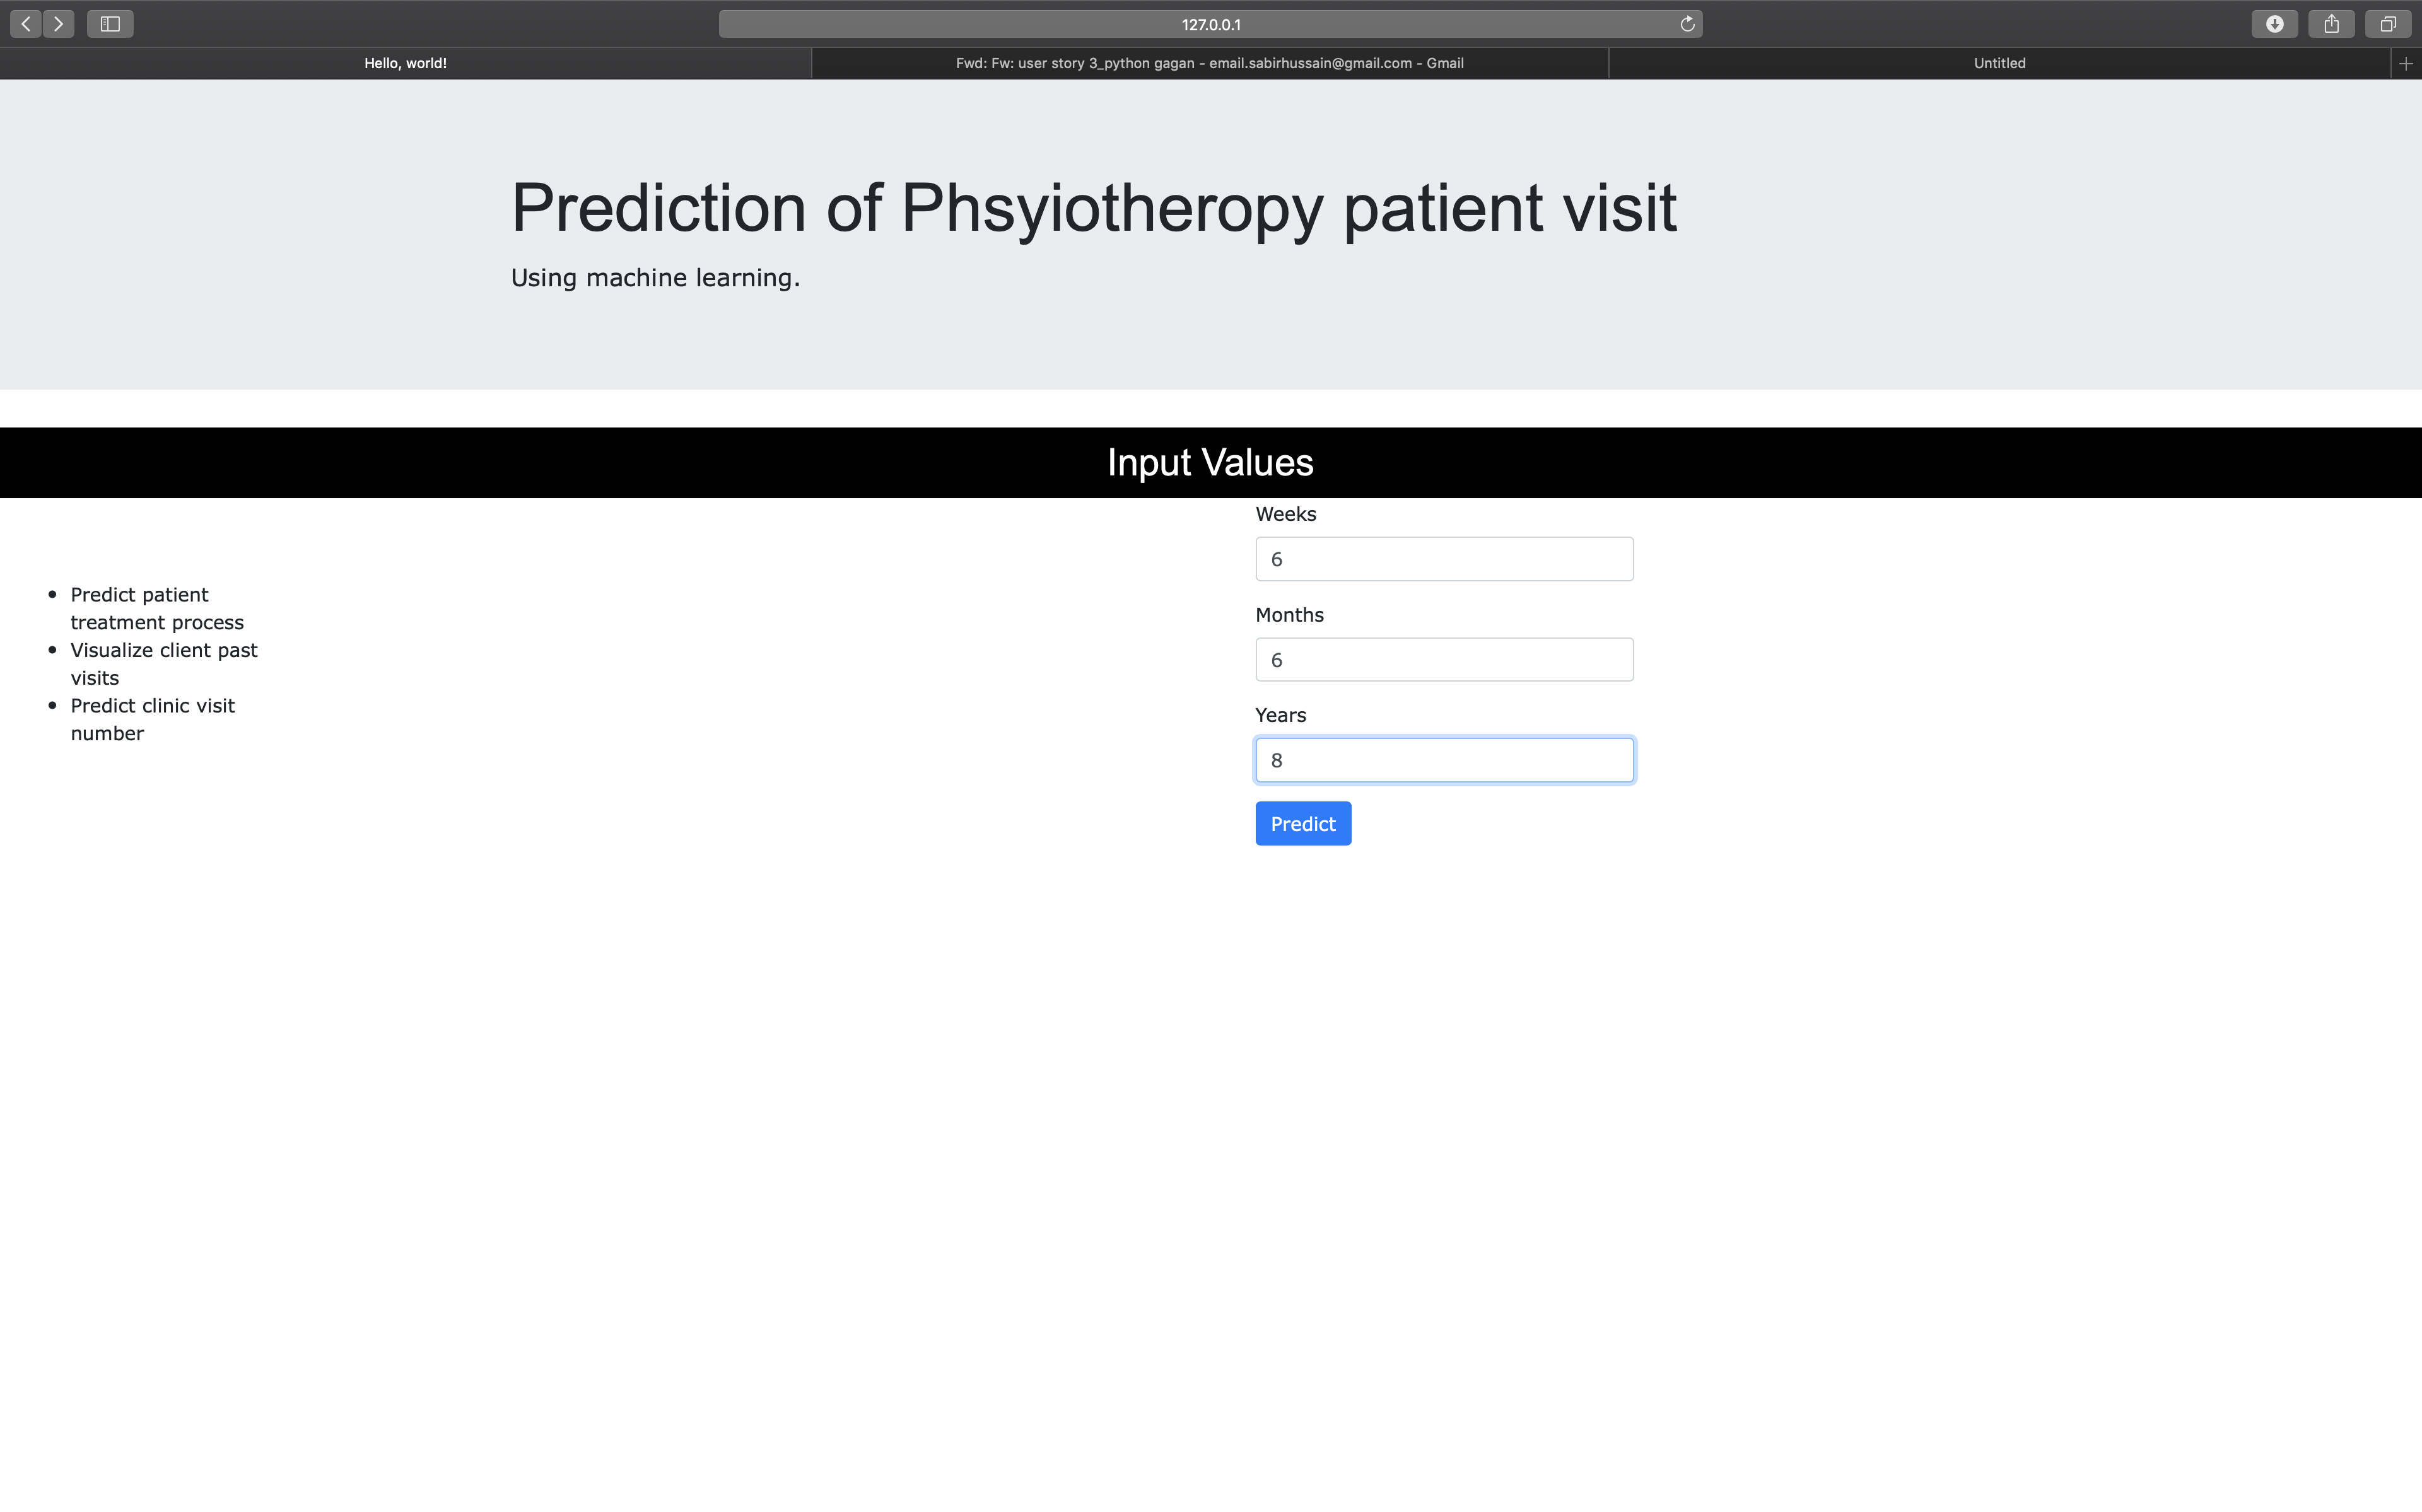 127.0.0.1
Hello, world!
Fwd: Fw: user story 3_python gagan - email.sabirhussain@gmail.com - Gmail
Untitled
Prediction of Phsyiotheropy patient visit
Using machine learning.
Input Values
Weeks
6
Months
6
Years
8
Predict
• Predict patient
treatment process
• Visualize client past
visits
• Predict clinic visit
number